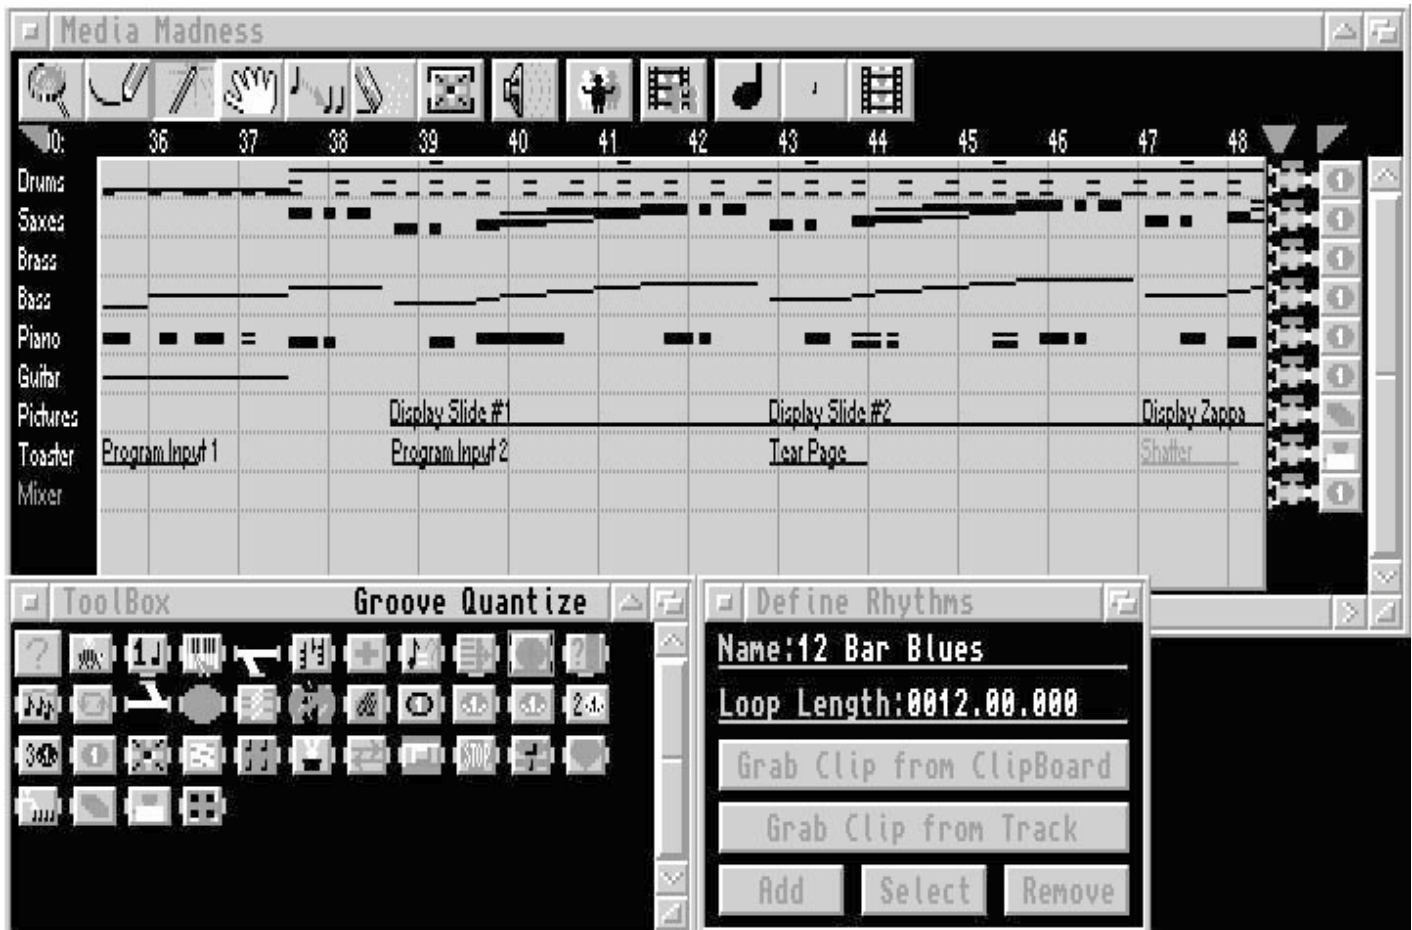 Media Madness
36 37 38 39 40 41 42 43 44 45 46 47 48
Drums
Saxes
Brass
Bass
Piano
Guitar
Pictures Display Slide #1 Display Slide #2 Display Zappa
Toaster Program Input 1 Program Input 2 Tear Page Shatter
Mixer
ToolBox Groove Quantize
Define Rhythms
Name:12 Bar Blues
Loop Length:0012.00.000
Grab Clip from ClipBoard
Grab Clip from Track
Add Select Remove
STOP